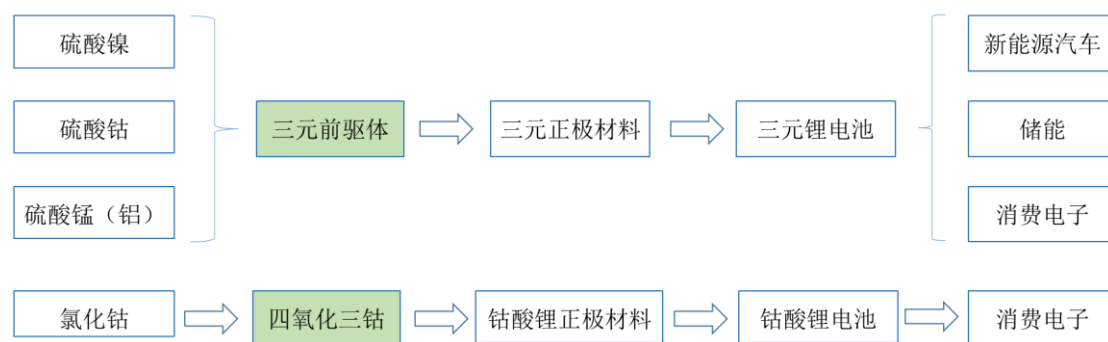 硫酸镍
硫酸钴
硫酸锰（铝）
三元前驱体
三元正极材料
三元锂电池
新能源汽车
储能
消费电子
氯化钴
四氧化三钴
钴酸锂正极材料
钴酸锂电池
消费电子